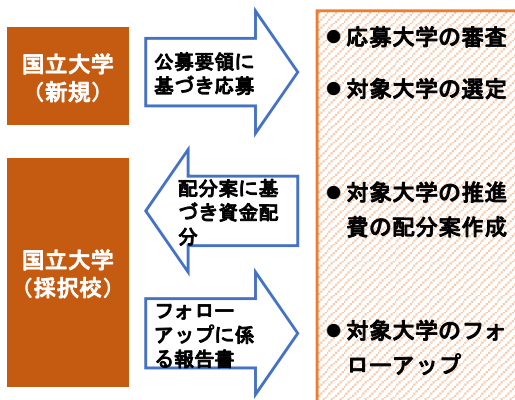 国立大学
（新規）
公募要領に
基づき応募
●応募大学の審査
●対象大学の選定
国立大学
（採択校）
配分案に基
づき資金配
分
●対象大学の推進
費の配分案作成
フォロー
アップに係
る報告書
●対象大学のフォ
ローアップ